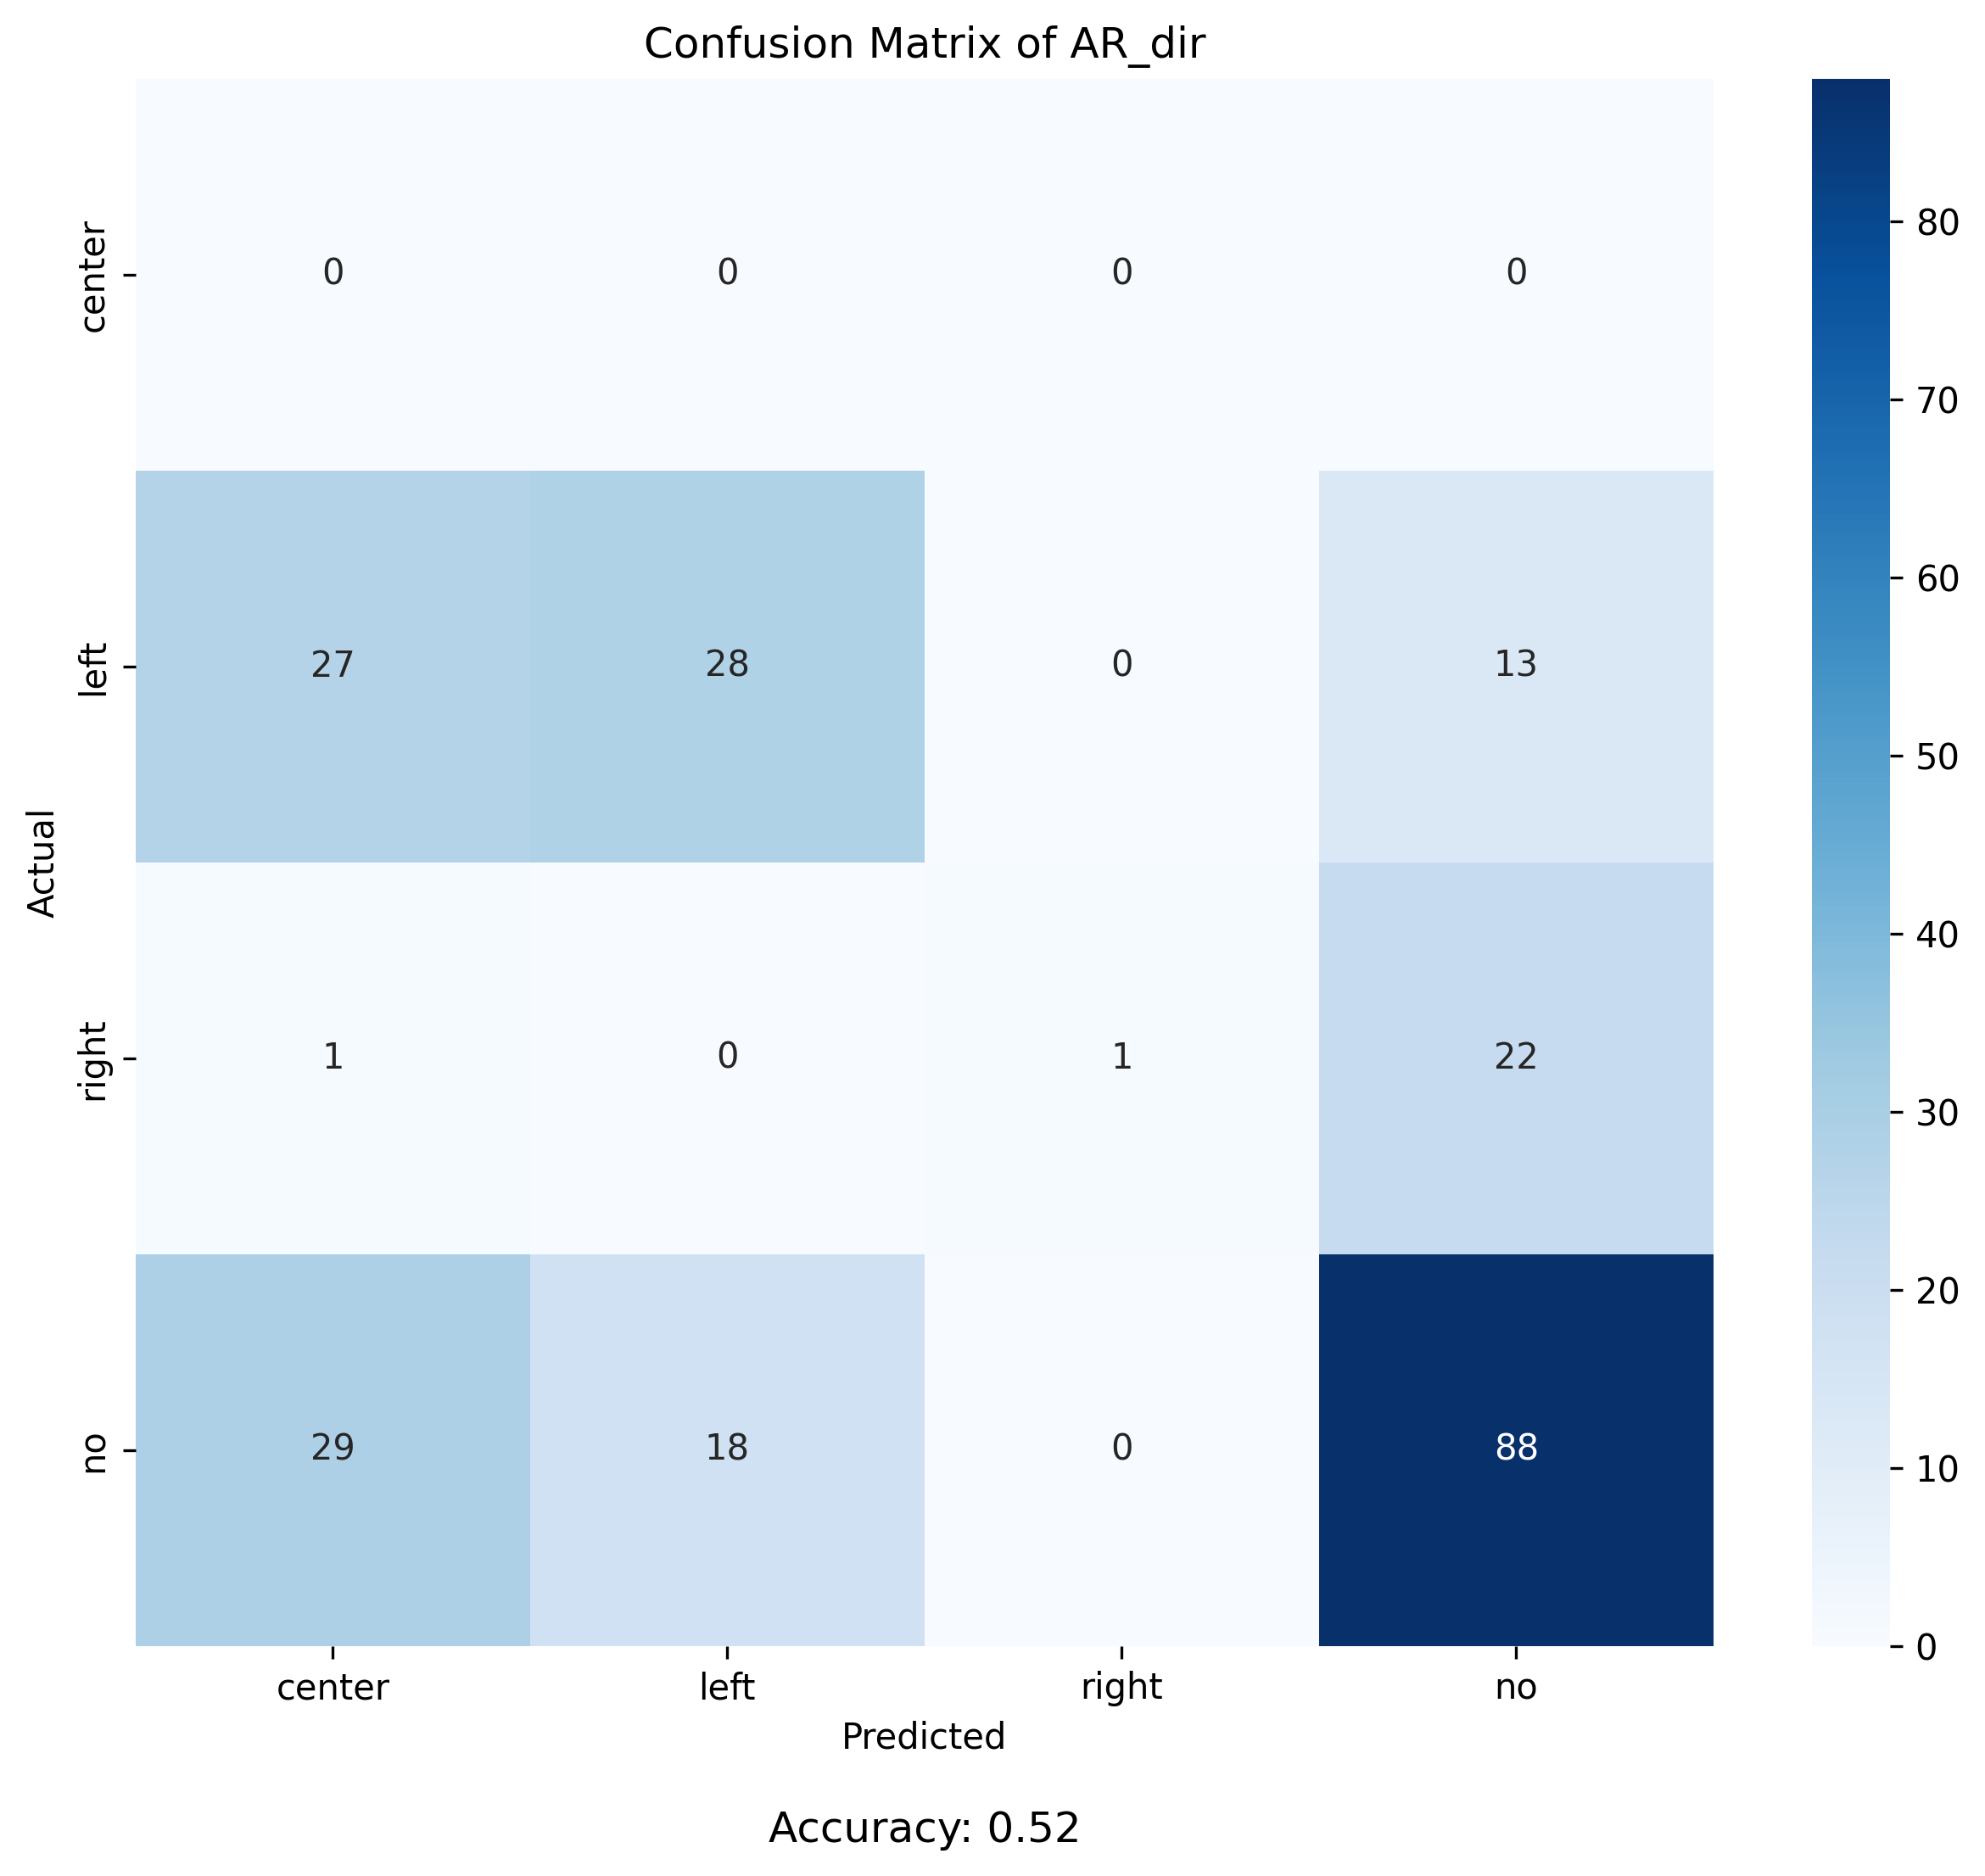 Confusion Matrix of AR_dir
center 0 0 0 0
left 27 28 0 13
right 1 0 1 22
no 29 18 0 88
Actual
center left right no
Predicted
80
70
60
50
40
30
20
10
0
Accuracy: 0.52